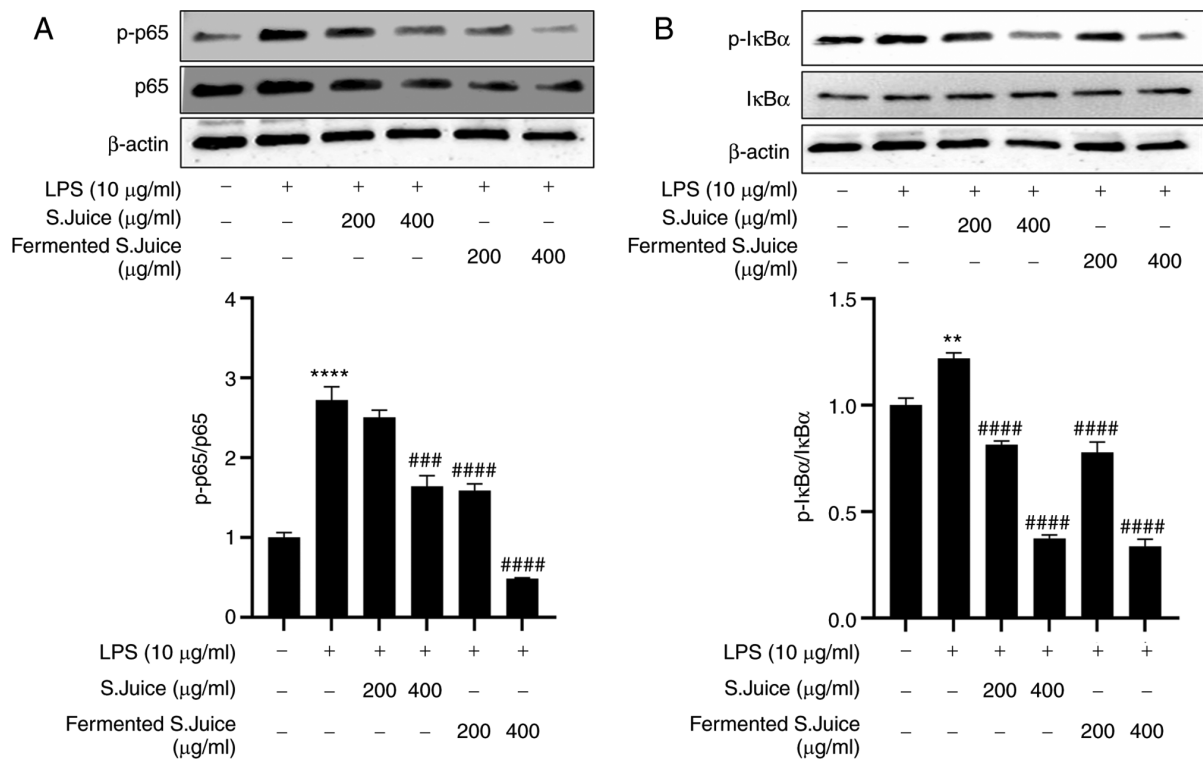 A
p-p65
p65
β-actin
LPS (10 μg/ml) – + + + + +
S.Juice (μg/ml) – – 200 400 – –
Fermented S.Juice
(μg/ml) – – – – 200 400
4
3
2
1
0
p-p65/p65
****
###
####
####
LPS (10 μg/ml) – + + + + +
S.Juice (μg/ml) – – 200 400 – –
Fermented S.Juice
(μg/ml) – – – – 200 400
B
p-IκBα
IκBα
β-actin
LPS (10 μg/ml) – + + + + +
S.Juice (μg/ml) – – 200 400 – –
Fermented S.Juice
(μg/ml) – – – – 200 400
1.5
1.0
0.5
0.0
p-IκBα/IκBα
**
####
####
####
####
LPS (10 μg/ml) – + + + + +
S.Juice (μg/ml) – – 200 400 – –
Fermented S.Juice
(μg/ml) – – – – 200 400